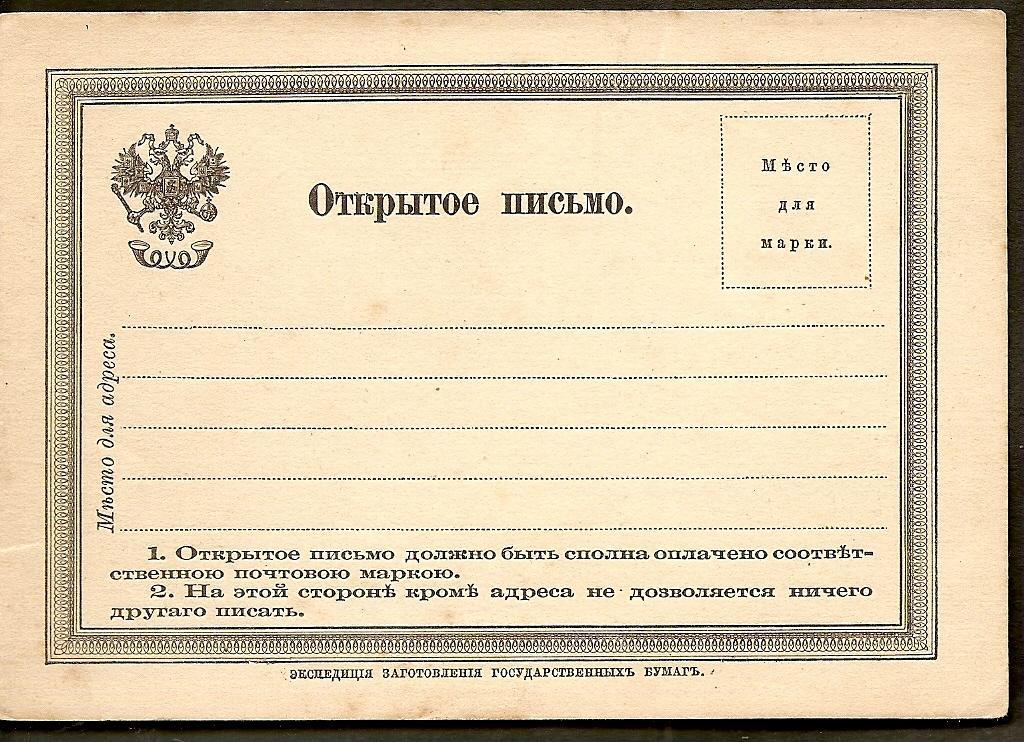 Открытое письмо.
Мѣсто
для
марки.
Мѣсто для адреса.
1. Открытое письмо должно быть сполна оплачено соотвѣт-
ственною почтовою маркою.
2. На этой сторонѣ кромѣ адреса не дозволяется ничего
другаго писать.
ЭКСПЕДИЦІЯ ЗАГОТОВЛЕНІЯ ГОСУДАРСТВЕННЫХЪ БУМАГЪ.